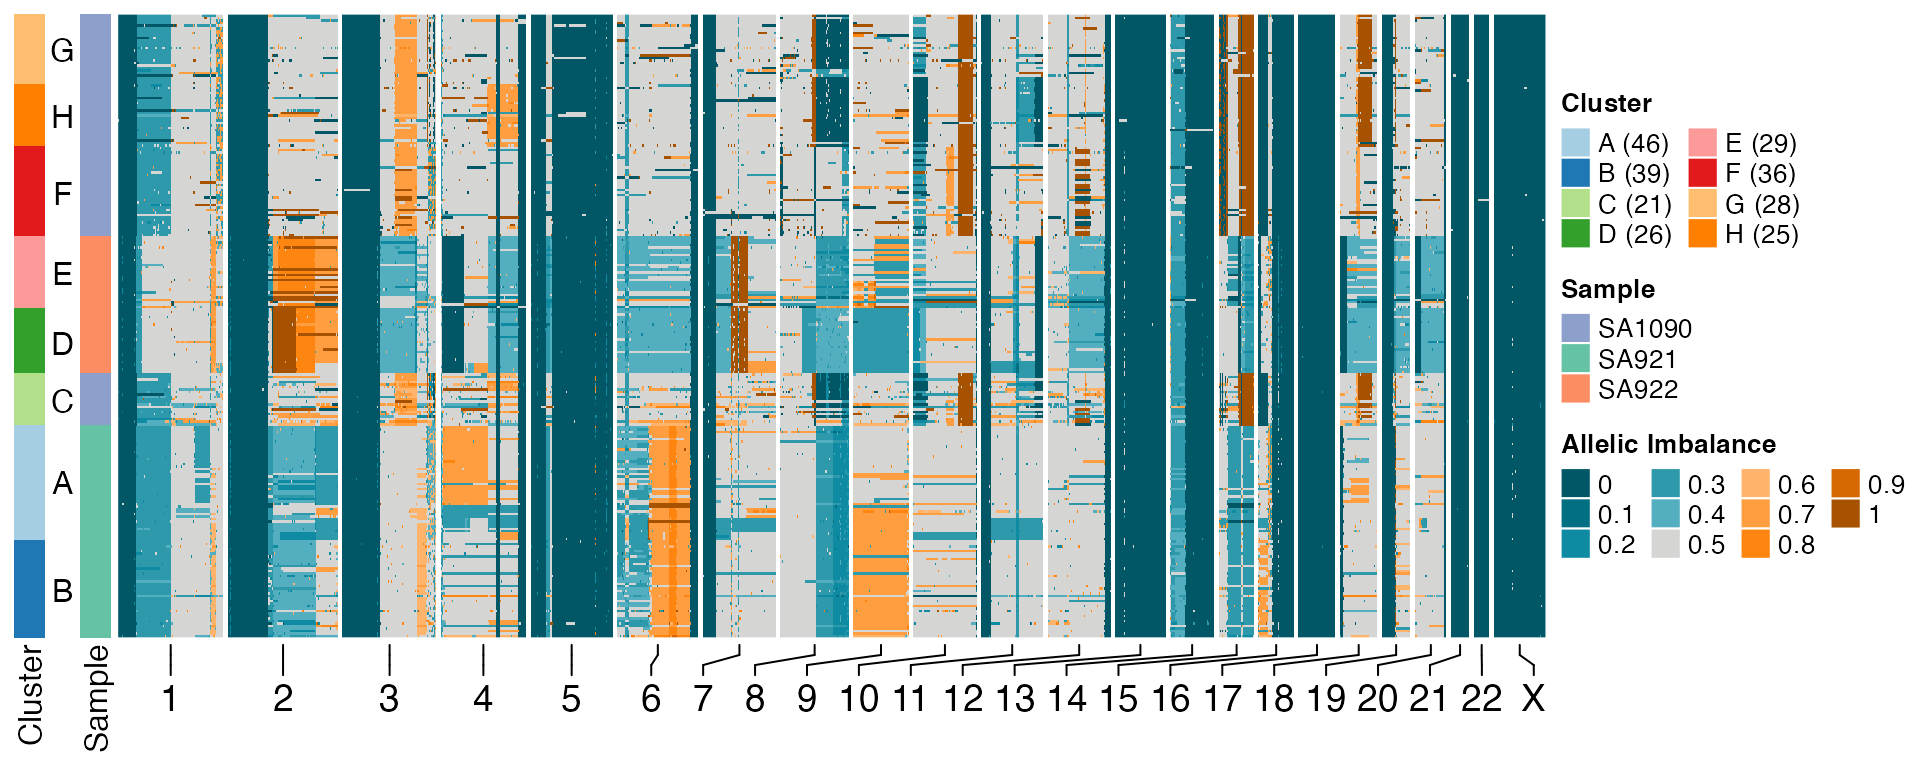 G
H
F
E
D
C
A
B
Cluster
Sample
1 2 3 4 5 6 7 8 9 10 11 12 13 14 15 16 17 18 19 20 21 22 X
Cluster
A (46) E (29)
B (39) F (36)
C (21) G (28)
D (26) H (25)
Sample
SA1090
SA921
SA922
Allelic Imbalance
0 0.3 0.6 0.9
0.1 0.4 0.7 1
0.2 0.5 0.8